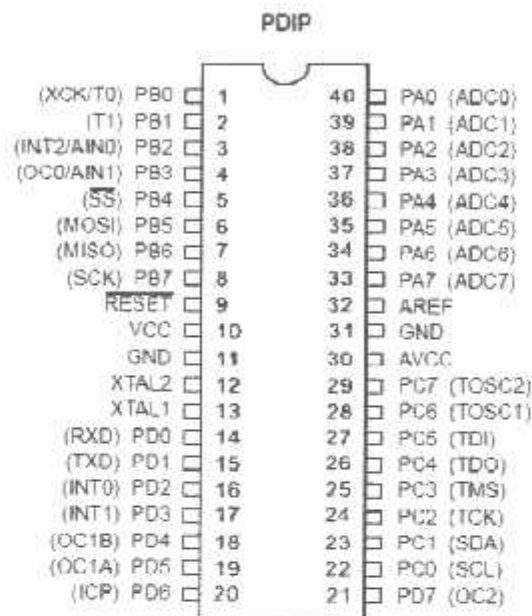 PDIP
(XCK/T0) PB0 1 40 PA0 (ADC0)
(T1) PB1 2 39 PA1 (ADC1)
(INT2/AIN0) PB2 3 38 PA2 (ADC2)
(OC0/AIN1) PB3 4 37 PA3 (ADC3)
(SS) PB4 5 36 PA4 (ADC4)
(MOSI) PB5 6 35 PA5 (ADC5)
(MISO) PB6 7 34 PA6 (ADC6)
(SCK) PB7 8 33 PA7 (ADC7)
RESET 9 32 AREF
VCC 10 31 GND
GND 11 30 AVCC
XTAL2 12 29 PC7 (TOSC2)
XTAL1 13 28 PC6 (TOSC1)
(RXD) PD0 14 27 PC5 (TDI)
(TXD) PD1 15 26 PC4 (TDO)
(INT0) PD2 16 25 PC3 (TMS)
(INT1) PD3 17 24 PC2 (TCK)
(OC1B) PD4 18 23 PC1 (SDA)
(OC1A) PD5 19 22 PC0 (SCL)
(ICP) PD6 20 21 PD7 (OC2)